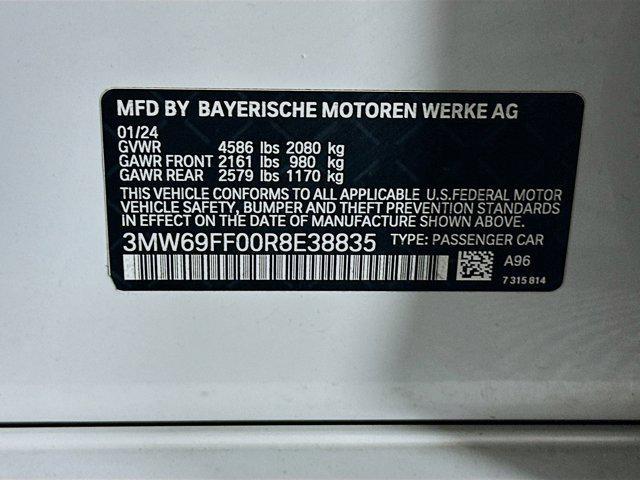 MFD BY BAYERISCHE MOTOREN WERKE AG
01/24
GVWR 4586 lbs 2080 kg
GAWR FRONT 2161 lbs 980 kg
GAWR REAR 2579 lbs 1170 kg
THIS VEHICLE CONFORMS TO ALL APPLICABLE U.S.FEDERAL MOTOR
VEHICLE SAFETY, BUMPER AND THEFT PREVENTION STANDARDS
IN EFFECT ON THE DATE OF MANUFACTURE SHOWN ABOVE.
3MW69FF00R8E38835 TYPE: PASSENGER CAR
A96
7 315 814